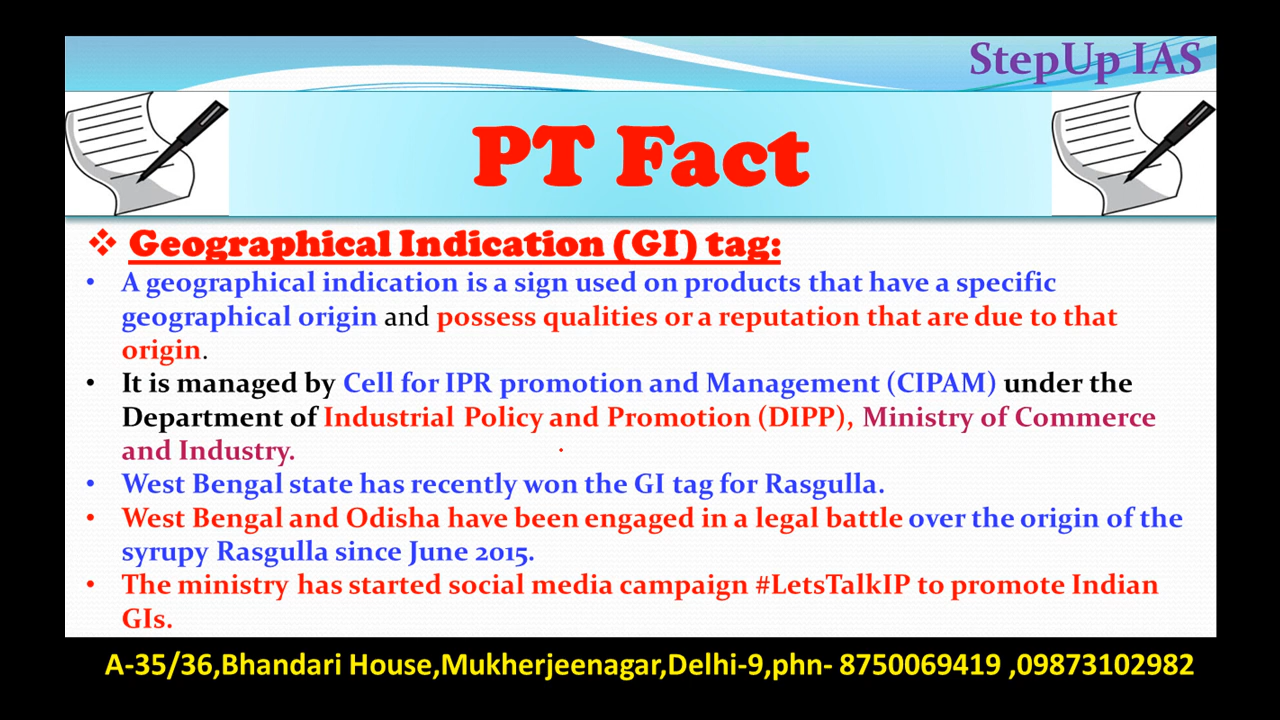 StepUp IAS
PT Fact
❖ Geographical Indication (GI) tag:
• A geographical indication is a sign used on products that have a specific
geographical origin and possess qualities or a reputation that are due to that
origin.
• It is managed by Cell for IPR promotion and Management (CIPAM) under the
Department of Industrial Policy and Promotion (DIPP), Ministry of Commerce
and Industry.
• West Bengal state has recently won the GI tag for Rasgulla.
• West Bengal and Odisha have been engaged in a legal battle over the origin of the
syrupy Rasgulla since June 2015.
• The ministry has started social media campaign #LetsTalkIP to promote Indian
GIs.
A-35/36,Bhandari House,Mukherjeenagar,Delhi-9,phn- 8750069419 ,09873102982